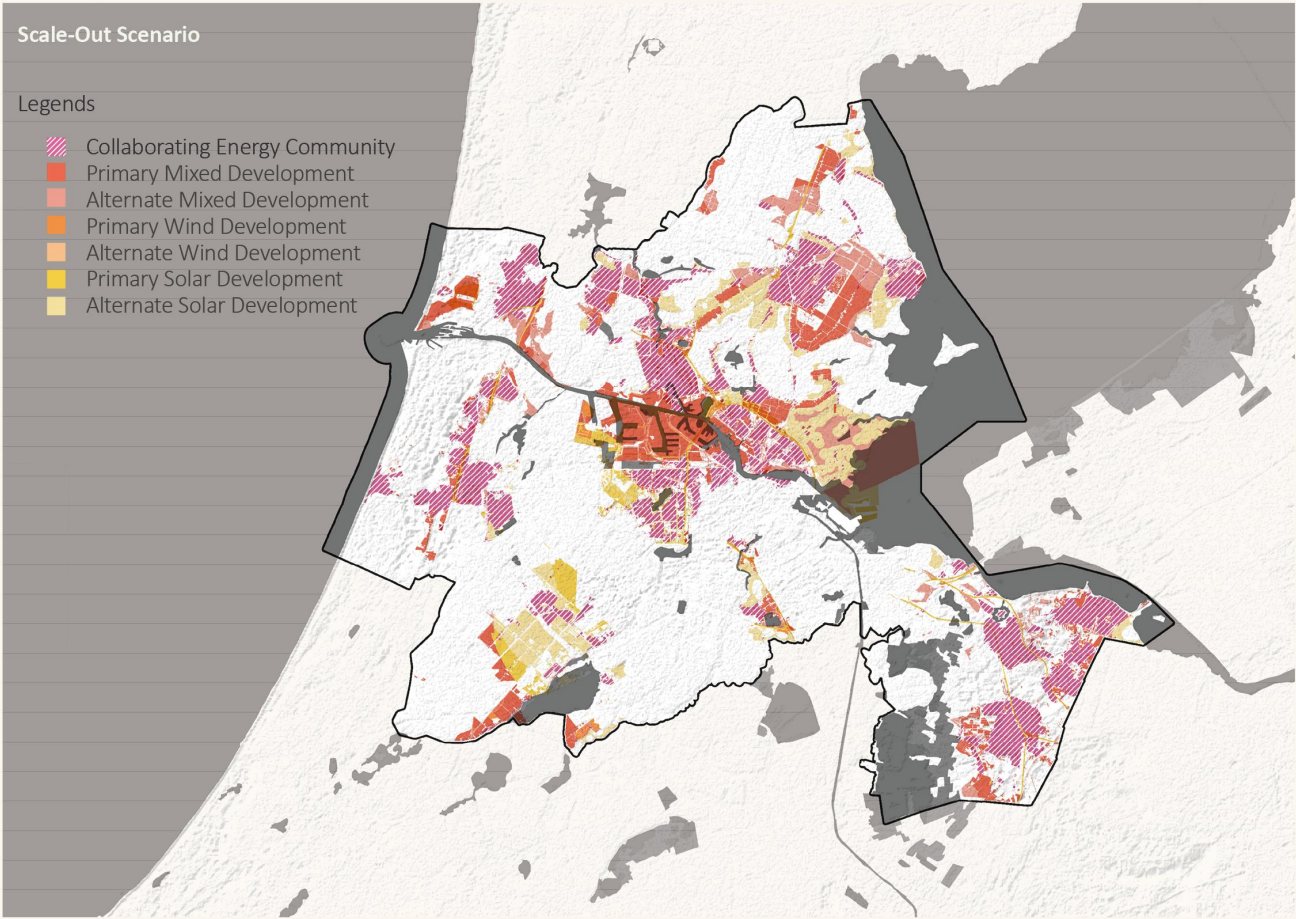 Scale-Out Scenario
Legends
Collaborating Energy Community
Primary Mixed Development
Alternate Mixed Development
Primary Wind Development
Alternate Wind Development
Primary Solar Development
Alternate Solar Development